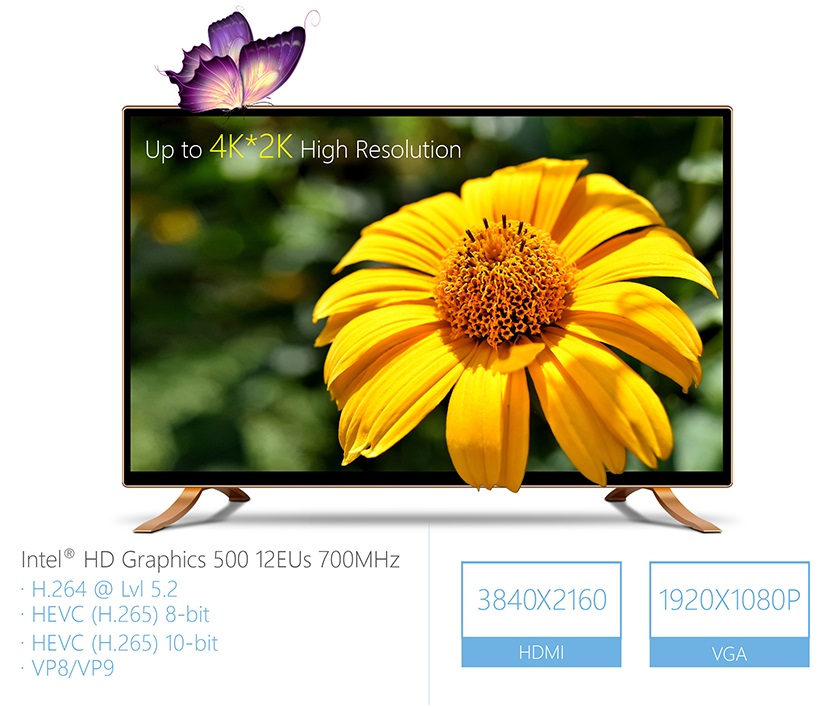 Up to 4K*2K High Resolution
Intel® HD Graphics 500 12EUs 700MHz
· H.264 @ Lvl 5.2
· HEVC (H.265) 8-bit
· HEVC (H.265) 10-bit
· VP8/VP9
3840X2160
HDMI
1920X1080P
VGA